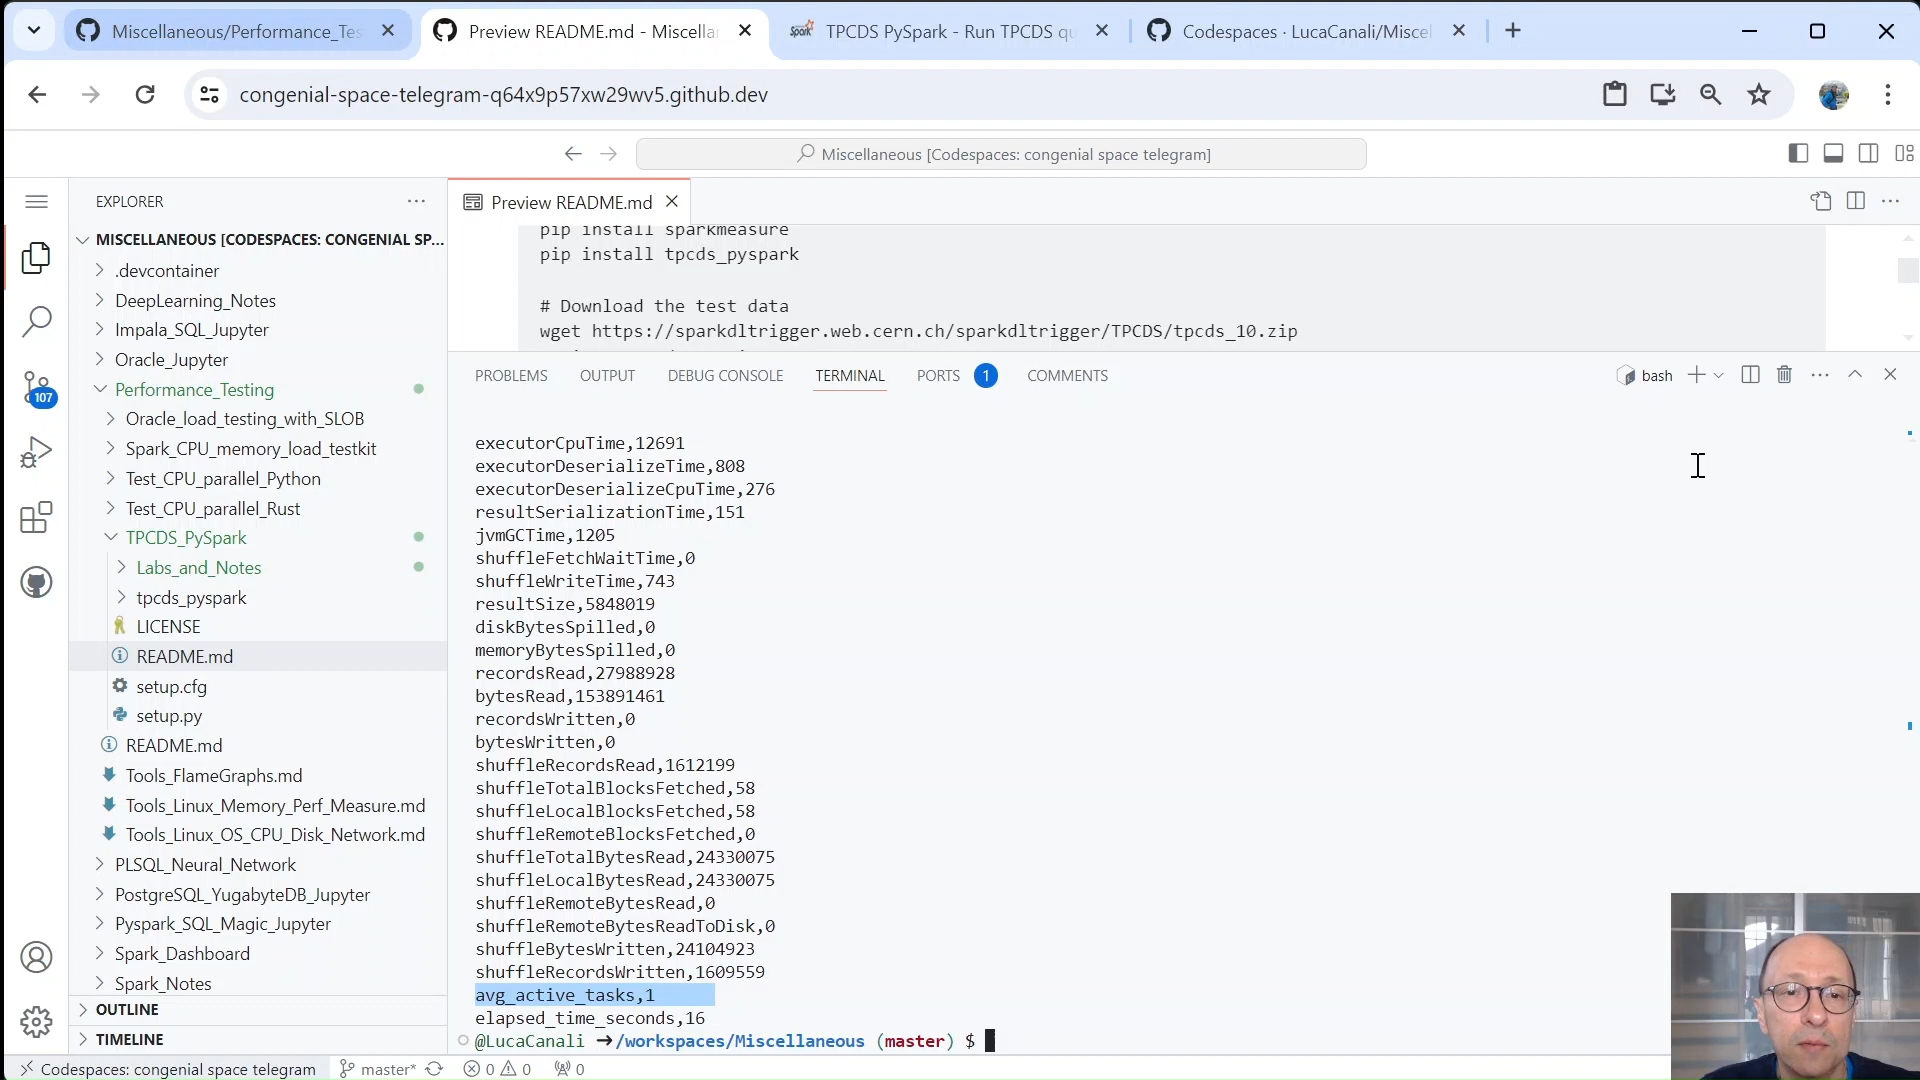 Miscellaneous/Performance_Tes
Preview README.md - Miscellar
TPCDS PySpark - Run TPCDS qu
Codespaces · LucaCanali/Miscel
congenial-space-telegram-q64x9p57xw29wv5.github.dev
Miscellaneous [Codespaces: congenial space telegram]
EXPLORER
MISCELLANEOUS [CODESPACES: CONGENIAL SP...
.devcontainer
DeepLearning_Notes
Impala_SQL_Jupyter
Oracle_Jupyter
Performance_Testing
Oracle_load_testing_with_SLOB
Spark_CPU_memory_load_testkit
Test_CPU_parallel_Python
Test_CPU_parallel_Rust
TPCDS_PySpark
Labs_and_Notes
tpcds_pyspark
LICENSE
README.md
setup.cfg
setup.py
README.md
Tools_FlameGraphs.md
Tools_Linux_Memory_Perf_Measure.md
Tools_Linux_OS_CPU_Disk_Network.md
PLSQL_Neural_Network
PostgreSQL_YugabyteDB_Jupyter
Pyspark_SQL_Magic_Jupyter
Spark_Dashboard
Spark_Notes
OUTLINE
TIMELINE
107
Preview README.md
pip install sparkmeasure
pip install tpcds_pyspark
# Download the test data
wget https://sparkdltrigger.web.cern.ch/sparkdltrigger/TPCDS/tpcds_10.zip
PROBLEMS OUTPUT DEBUG CONSOLE TERMINAL PORTS 1 COMMENTS
bash
executorCpuTime,12691
executorDeserializeTime,808
executorDeserializeCpuTime,276
resultSerializationTime,151
jvmGCTime,1205
shuffleFetchWaitTime,0
shuffleWriteTime,743
resultSize,5848019
diskBytesSpilled,0
memoryBytesSpilled,0
recordsRead,27988928
bytesRead,153891461
recordsWritten,0
bytesWritten,0
shuffleRecordsRead,1612199
shuffleTotalBlocksFetched,58
shuffleLocalBlocksFetched,58
shuffleRemoteBlocksFetched,0
shuffleTotalBytesRead,24330075
shuffleLocalBytesRead,24330075
shuffleRemoteBytesRead,0
shuffleRemoteBytesReadToDisk,0
shuffleBytesWritten,24104923
shuffleRecordsWritten,1609559
avg_active_tasks,1
elapsed_time_seconds,16
@LucaCanali ➜/workspaces/Miscellaneous (master) $
Codespaces: congenial space telegram master* 0 0 0